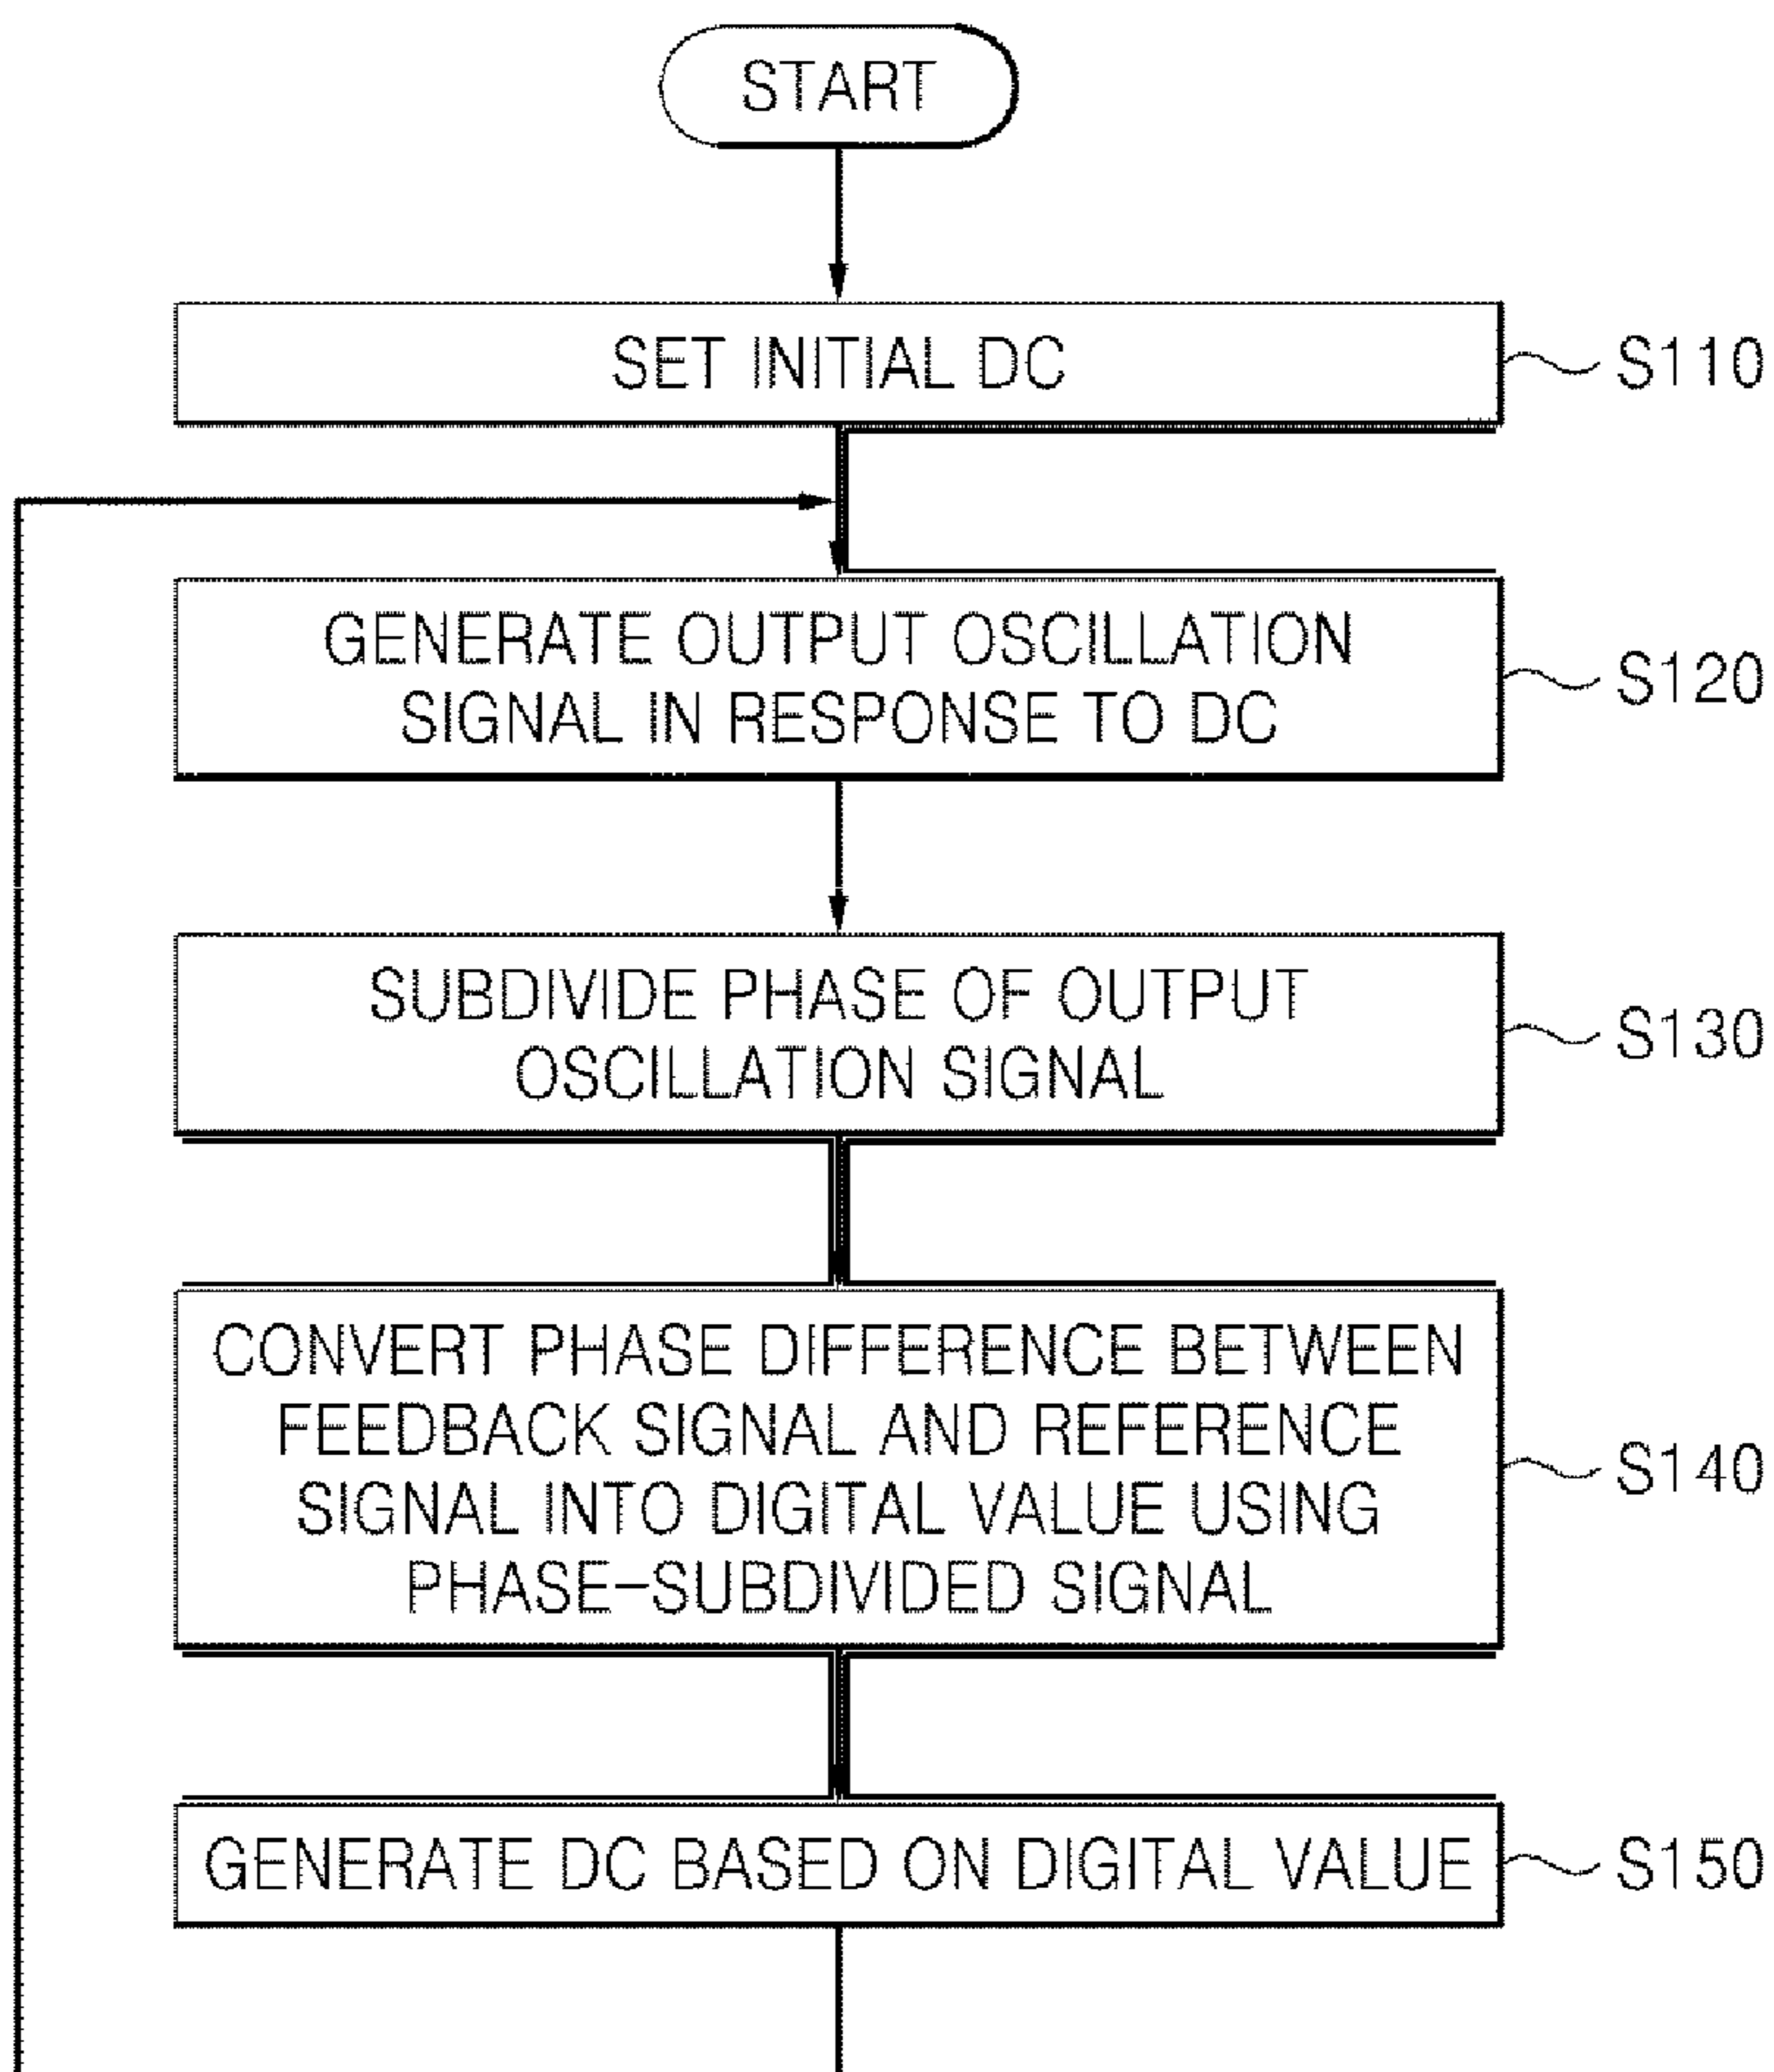 START
SET INITIAL DC
S110
GENERATE OUTPUT OSCILLATION
SIGNAL IN RESPONSE TO DC
S120
SUBDIVIDE PHASE OF OUTPUT
OSCILLATION SIGNAL
S130
CONVERT PHASE DIFFERENCE BETWEEN
FEEDBACK SIGNAL AND REFERENCE
SIGNAL INTO DIGITAL VALUE USING
PHASE-SUBDIVIDED SIGNAL
S140
GENERATE DC BASED ON DIGITAL VALUE
S150